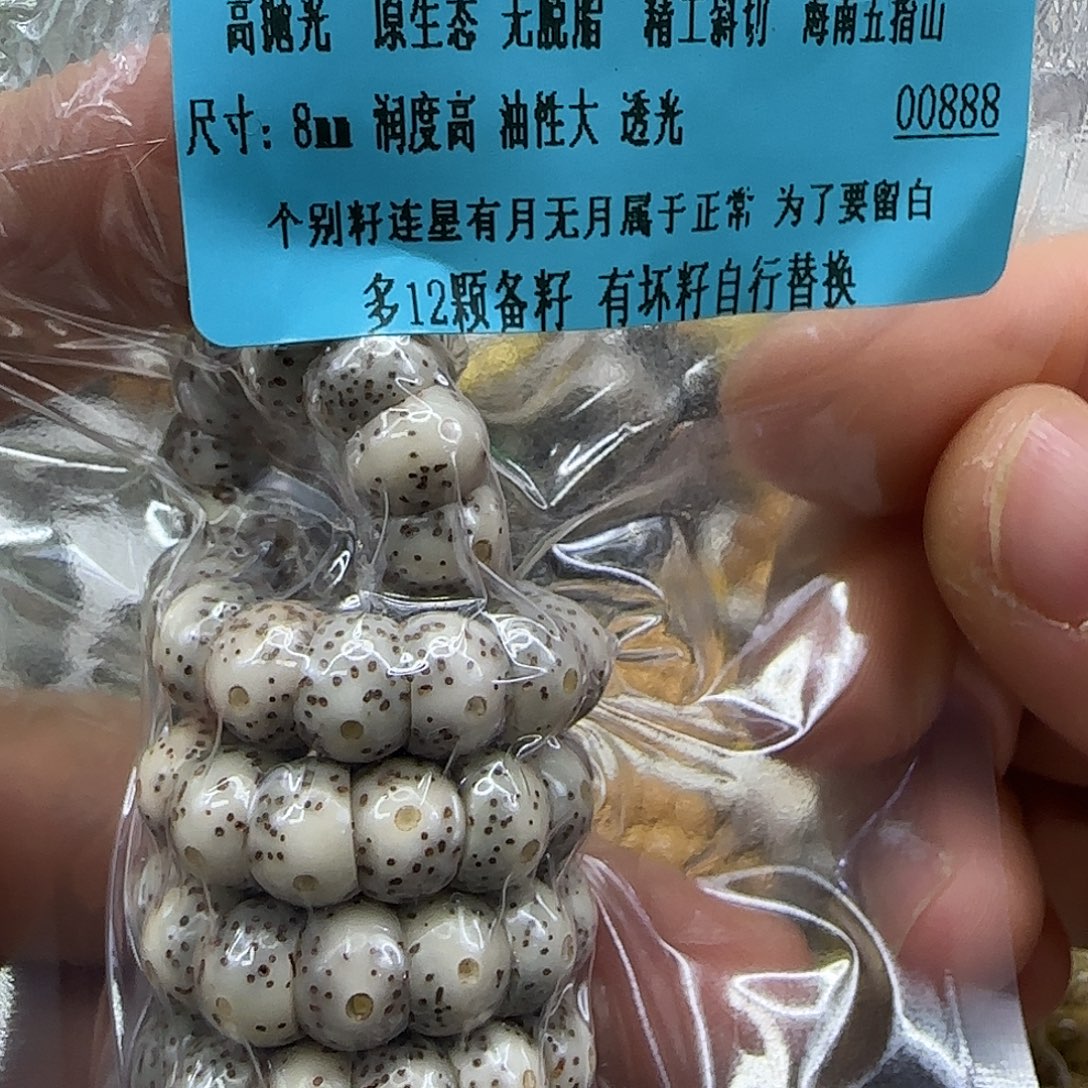 高抛光 原生态 无脱脂 精工斜切 海南五指山
尺寸：8mm 润度高 油性大 透光 00888
个别籽连星有月无月属于正常 为了要留白
多12颗备籽 有坏籽自行替换